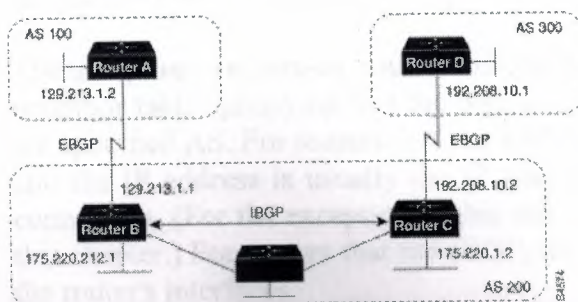 AS 100
AS 300
Router A
Router D
129.213.1.2
192.208.10.1
EBGP
EBGP
129.213.1.1
192.208.10.2
IBGP
Router B
Router C
175.220.212.1
175.220.1.2
AS 200